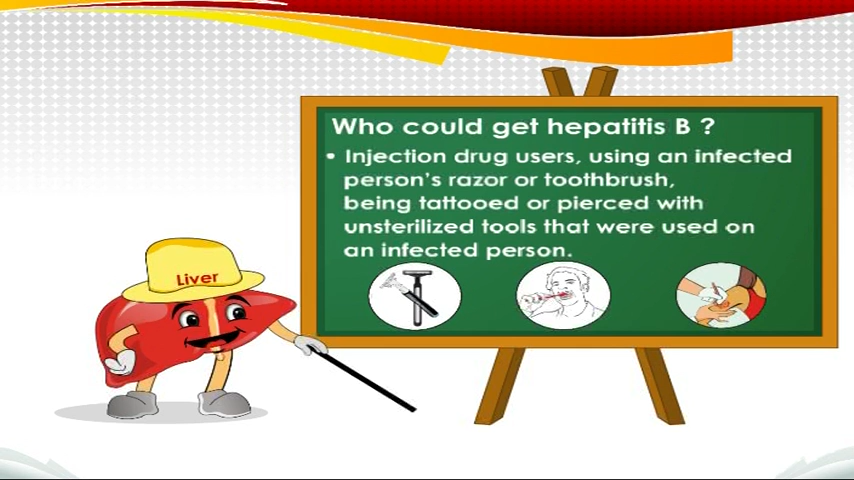 Who could get hepatitis B ?
• Injection drug users, using an infected
person's razor or toothbrush,
being tattooed or pierced with
unsterilized tools that were used on
an infected person.
Liver